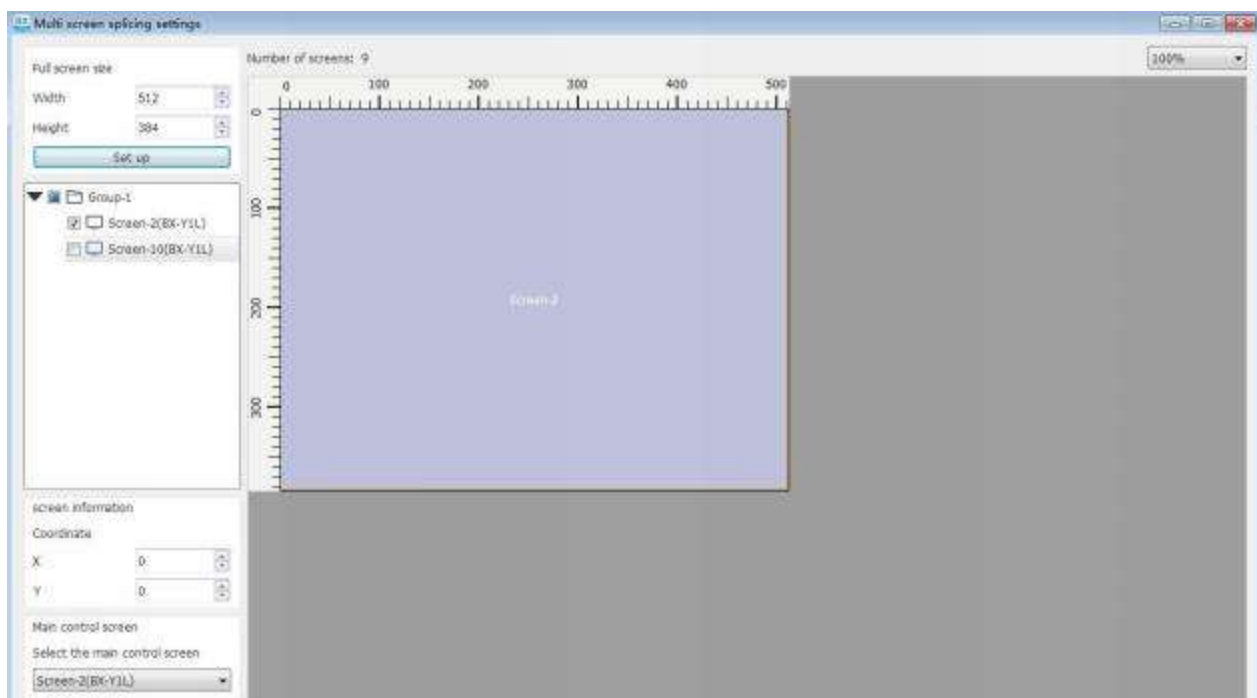 Multi screen splicing settings
Full screen size
Width 512
Height 384
Set up
Group-1
Screen-2(BX-Y1L)
Screen-10(BX-Y1L)
screen information
Coordinate
X 0
Y 0
Main control screen
Select the main control screen
Screen-2(BX-Y1L)
Number of screens: 9
100%
0 100 200 300 400 500
0
100
200
300
Screen-2